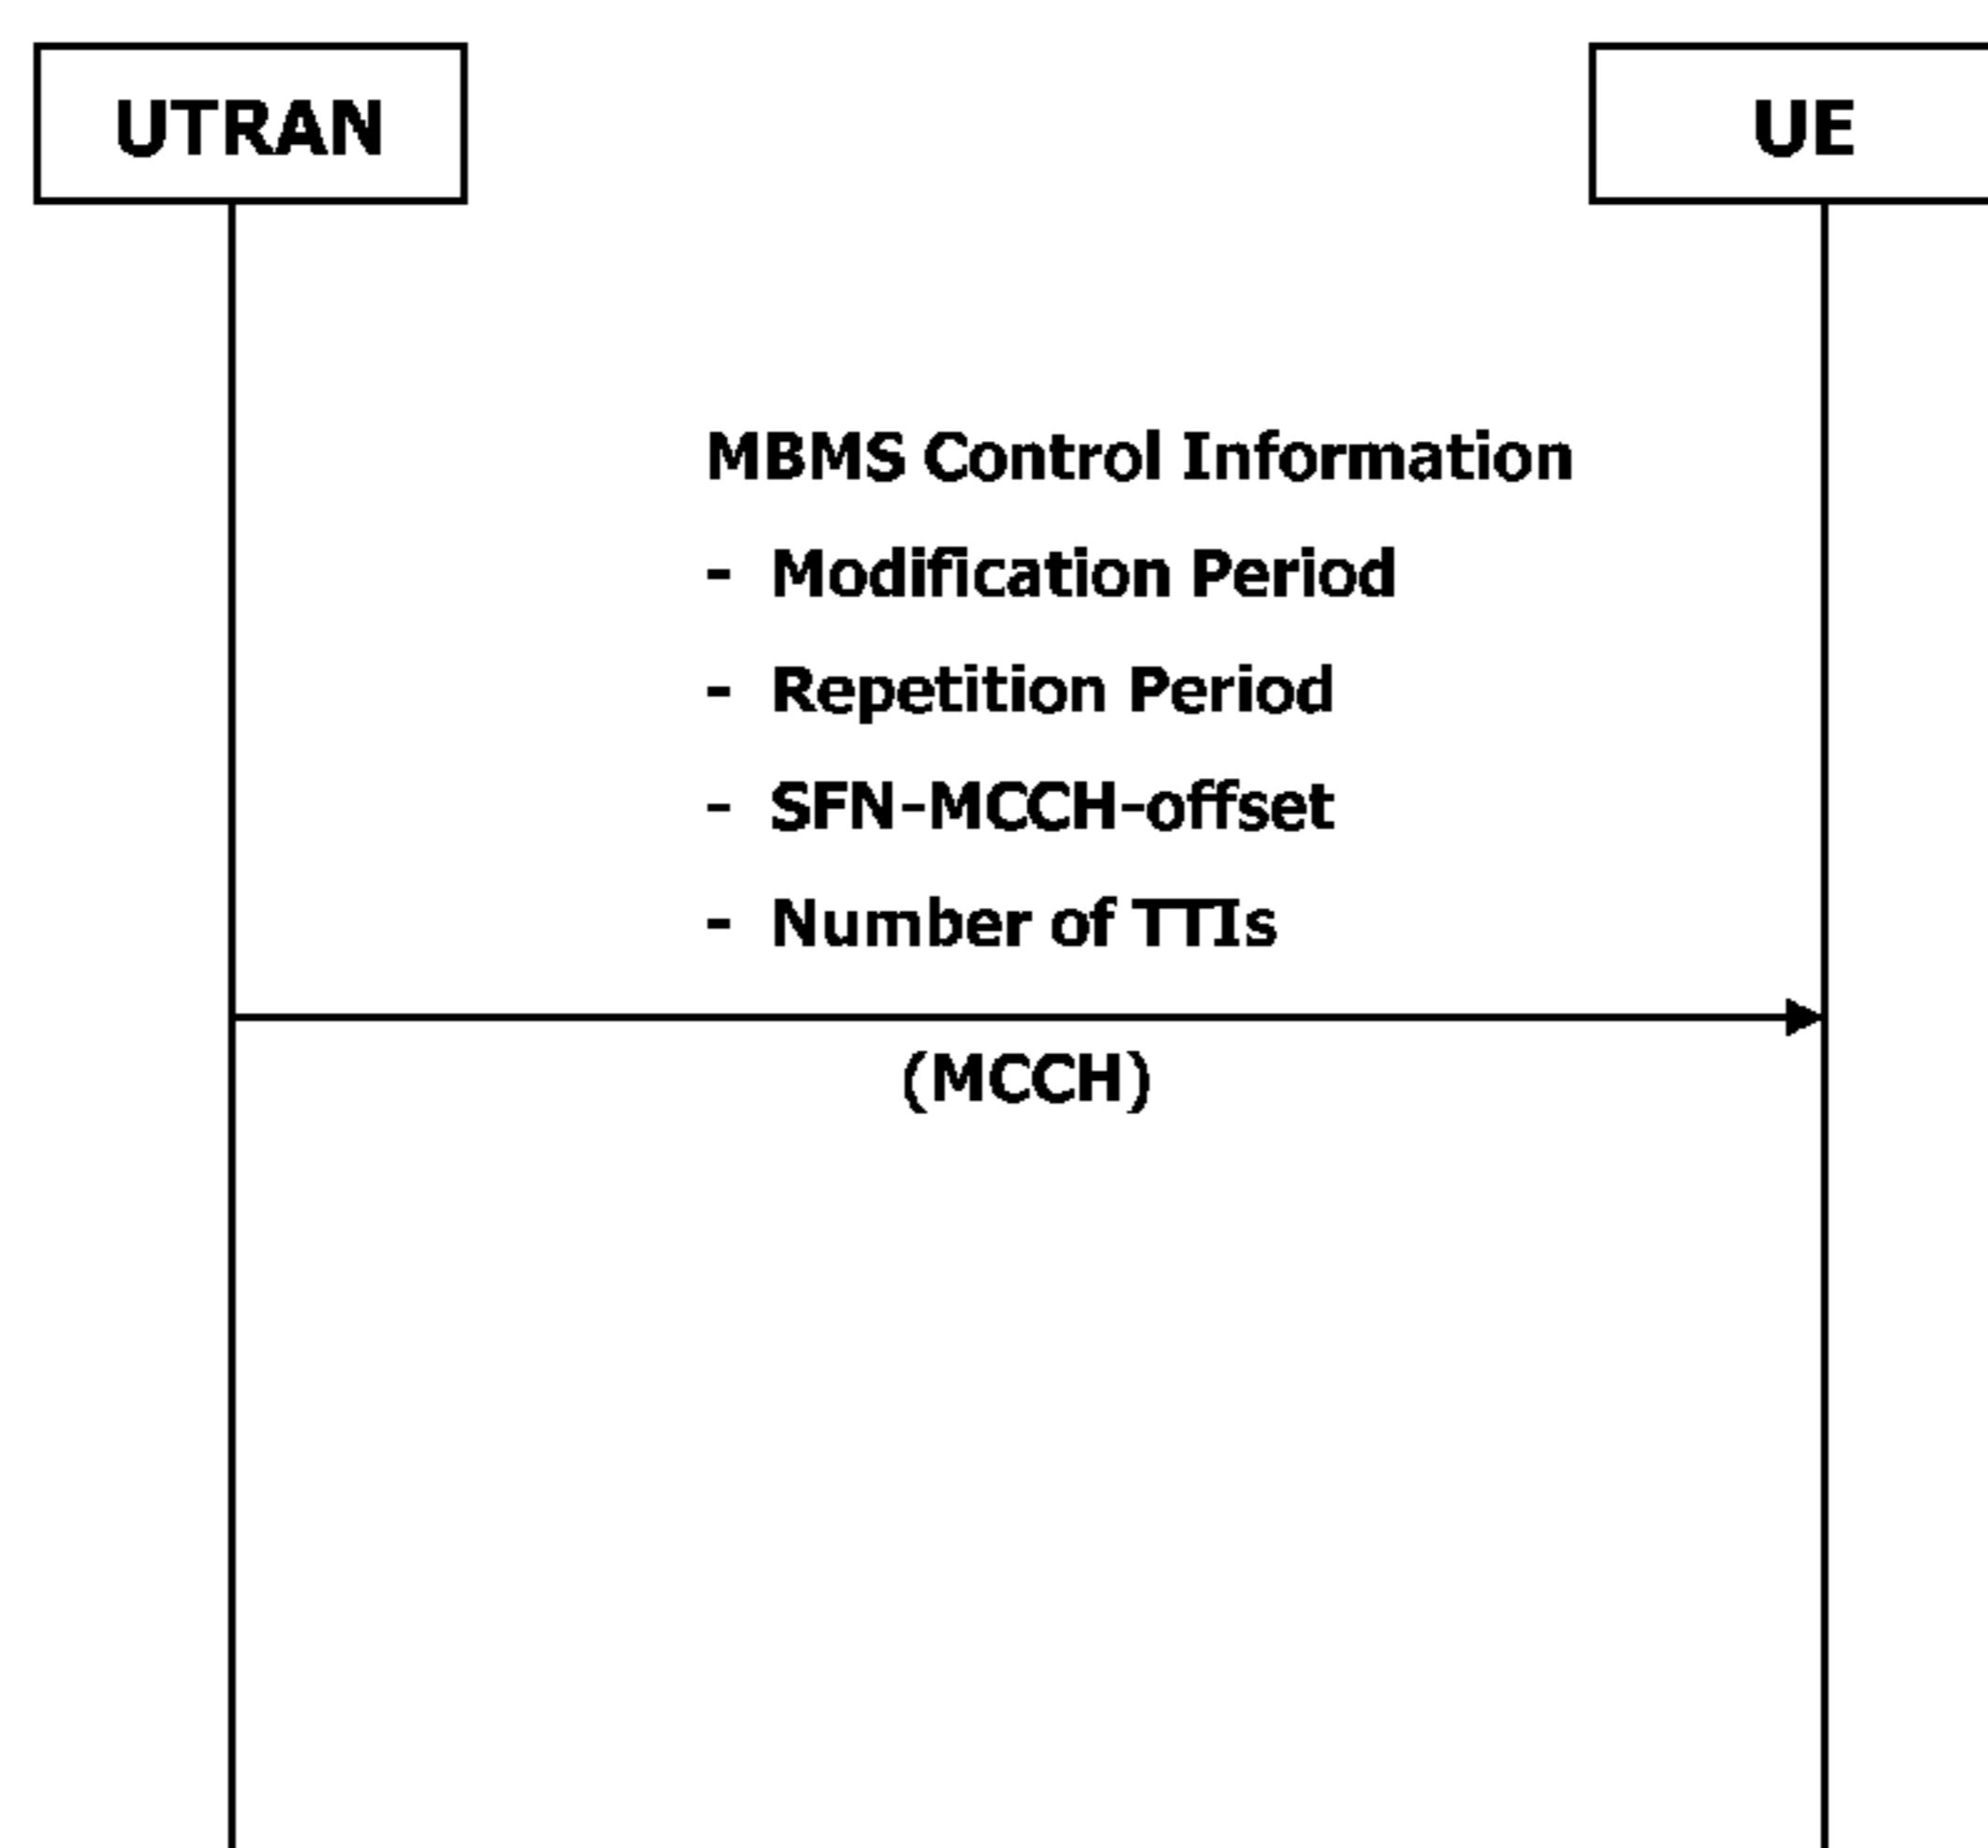 UTRAN
UE
MBMS Control Information
- Modification Period
- Repetition Period
- SFN-MCCH-offset
- Number of TTIs
(MCCH)